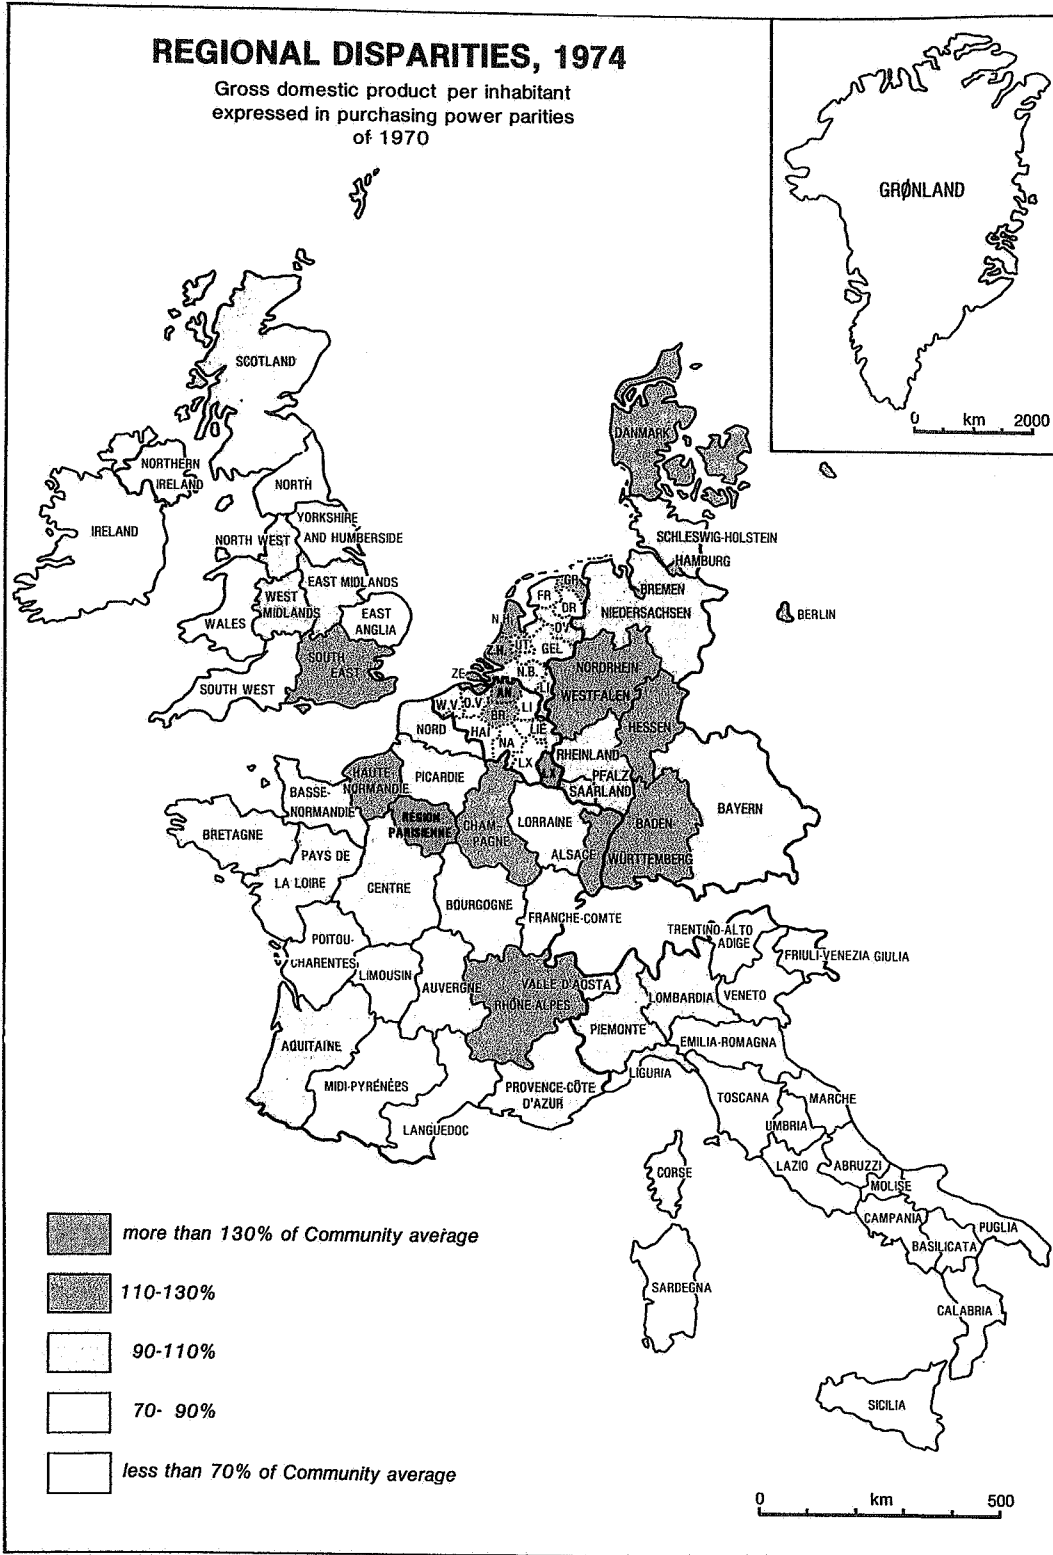 REGIONAL DISPARITIES, 1974
Gross domestic product per inhabitant
expressed in purchasing power parities
of 1970
GRØNLAND
0 km 2000
SCOTLAND
DANMARK
NORTHERN
IRELAND
NORTH
IRELAND
YORKSHIRE
AND HUMBERSIDE
NORTH WEST
SCHLESWIG-HOLSTEIN
HAMBURG
EAST MIDLANDS
WEST
MIDLANDS
EAST
ANGLIA
WALES
GR.
FR
DR
BREMEN
NIEDERSACHSEN
BERLIN
N.H.
OV
UT.
GEL
Z.H.
SOUTH
EAST
SOUTH WEST
ZE
N.B.
LI
NORDRHEIN
WESTFALEN
AN
W.V.
O.V.
BR
LI
HESSEN
NORD
HAI
LIE
NA
LX
LX
RHEINLAND
PFALZ
SAARLAND
HAUTE
NORMANDIE
PICARDIE
BASSE-
NORMANDIE
BAYERN
BRETAGNE
RÉGION
PARISIENNE
CHAM-
PAGNE
LORRAINE
BADEN
WÜRTTEMBERG
ALSACE
PAYS DE
LA LOIRE
CENTRE
BOURGOGNE
FRANCHE-COMTE
TRENTINO-ALTO
ADIGE
FRIULI-VENEZIA GIULIA
POITOU-
CHARENTES
LIMOUSIN
AUVERGNE
VALLE D'AOSTA
RHÔNE-ALPES
LOMBARDIA
VENETO
PIEMONTE
EMILIA-ROMAGNA
AQUITAINE
LIGURIA
MIDI-PYRÉNÉES
PROVENCE-CÔTE
D'AZUR
TOSCANA
MARCHE
UMBRIA
LANGUEDOC
LAZIO
ABRUZZI
CORSE
MOLISE
CAMPANIA
PUGLIA
BASILICATA
SARDEGNA
CALABRIA
SICILIA
more than 130% of Community average
110-130%
90-110%
70- 90%
less than 70% of Community average
0 km 500